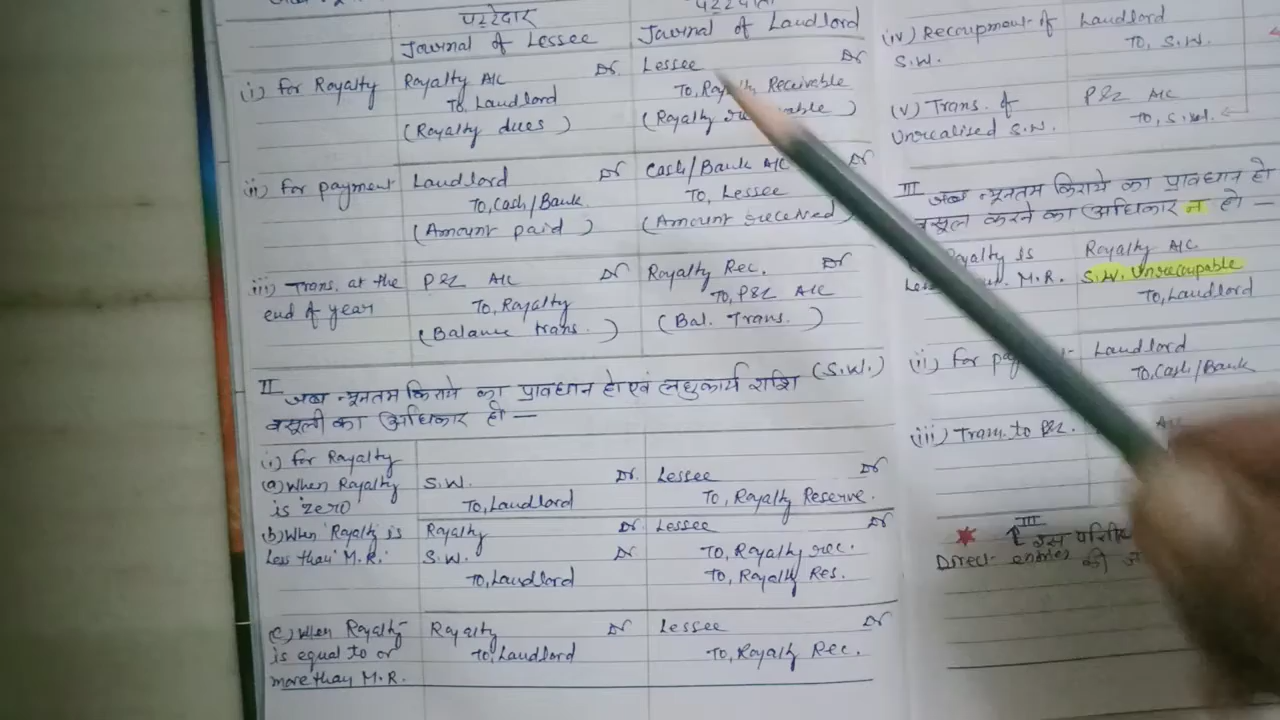 पट्टेदार
Journal of Lessee
Journal of Landlord
(i) For Royalty
Royalty A/c Dr.
To, Landlord
(Royalty dues)
Lessee Dr
To, Royalty Receivable
(Royalty
(ii) For payment
Landlord Dr
To, Cash/Bank
(Amount paid)
Cash/Bank A/c Dr
To, Lessee
(Amount received)
(iii) Trans. at the
end of year
P&L A/c Dr
To, Royalty
(Balance trans.)
Royalty Rec. Dr
To, P&L A/c
(Bal. Trans.)
II जब न्यूनतम किराये का प्रावधान हो एवं लघुकार्य राशि (S.W.)
वसूली का अधिकार हो —
(i) For Royalty
(a) When Royalty
is zero
S.W. Dr.
To, Landlord
Lessee Dr
To, Royalty Reserve.
(b) When Royalty is
less than M.R.
Royalty Dr
S.W. Dr
To, Landlord
Lessee Dr
To, Royalty rec.
To, Royalty Res.
(c) When Royalty
is equal to or
more than M.R.
Royalty Dr
To, Landlord
Lessee Dr
To, Royalty Rec.
(iv) Recoupment of
S.W.
Landlord
To, S.W.
(v) Trans. of
Unrealised S.W.
P&L A/c
To, S.W.
III जब न्यूनतम किराये का प्रावधान हो
वसूल करने का अधिकार न हो —
Royalty is
M.R.
Royalty A/c
S.W. Unrecoupable
To, Landlord
(ii) For
Landlord
To, Cash/Bank
(iii) Trans. to P&L.
III
Direct entries की